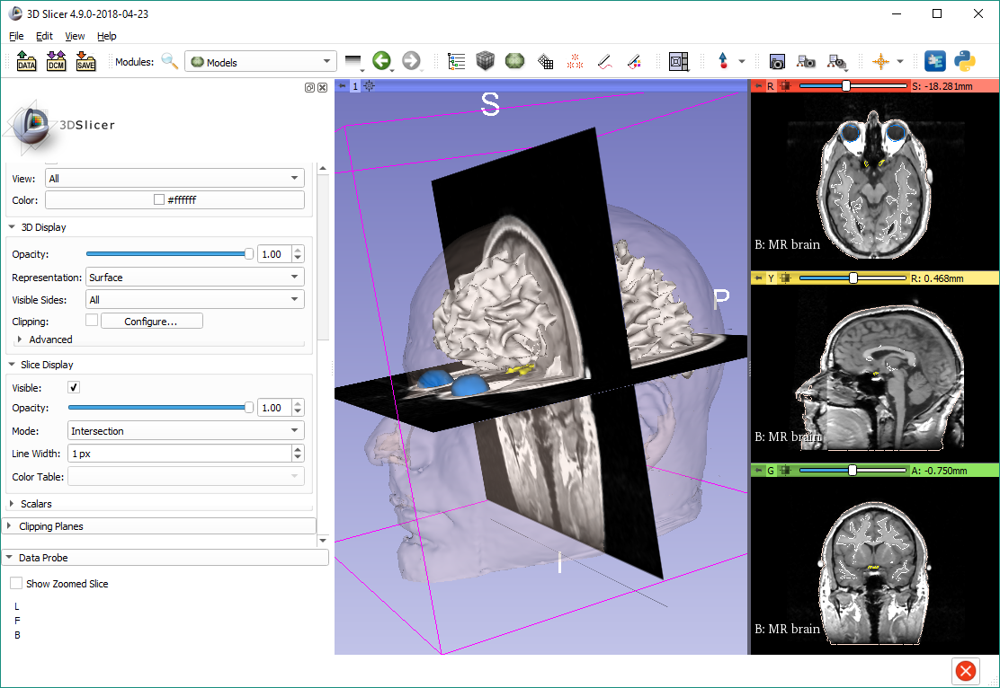 3D Slicer 4.9.0-2018-04-23
File Edit View Help
DATA DCM SAVE Modules: Models
1
R S: -18.281mm
3DSlicer
S
View: All
Color: #ffffff
3D Display
Opacity: 1.00
Representation: Surface
Visible Sides: All
Clipping: Configure...
Advanced
Slice Display
Visible:
Opacity: 1.00
Mode: Intersection
Line Width: 1 px
Color Table:
Scalars
Clipping Planes
Data Probe
Show Zoomed Slice
L
F
B
P
I
B: MR brain
Y R: 0.468mm
B: MR brain
G A: -0.750mm
B: MR brain